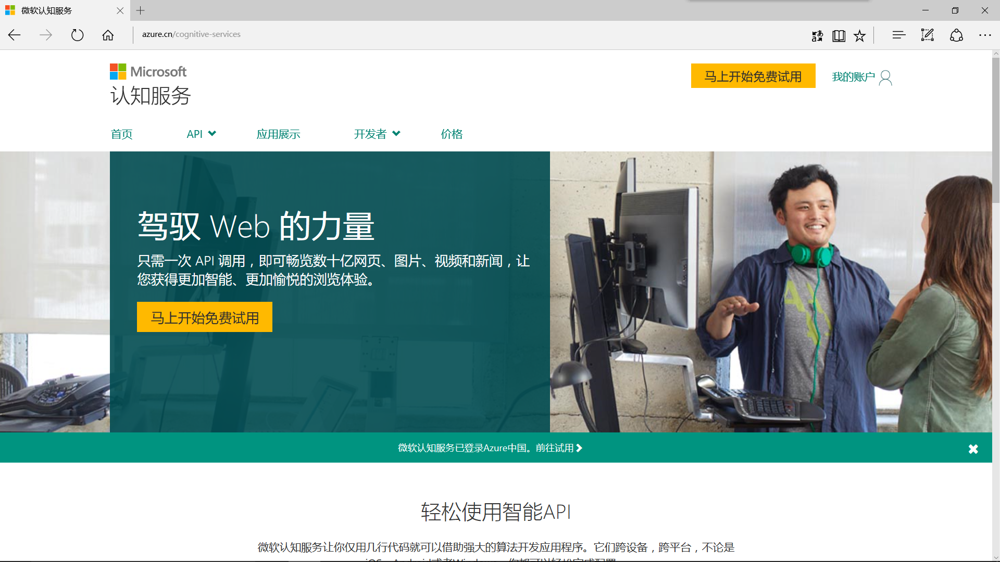 微软认知服务
azure.cn/cognitive-services
Microsoft
认知服务
马上开始免费试用
我的账户
首页
API
应用展示
开发者
价格
驾驭 Web 的力量
只需一次 API 调用，即可畅览数十亿网页、图片、视频和新闻，让
您获得更加智能、更加愉悦的浏览体验。
马上开始免费试用
微软认知服务已登录Azure中国。前往试用
轻松使用智能API
微软认知服务让你仅用几行代码就可以借助强大的算法开发应用程序。它们跨设备，跨平台，不论是